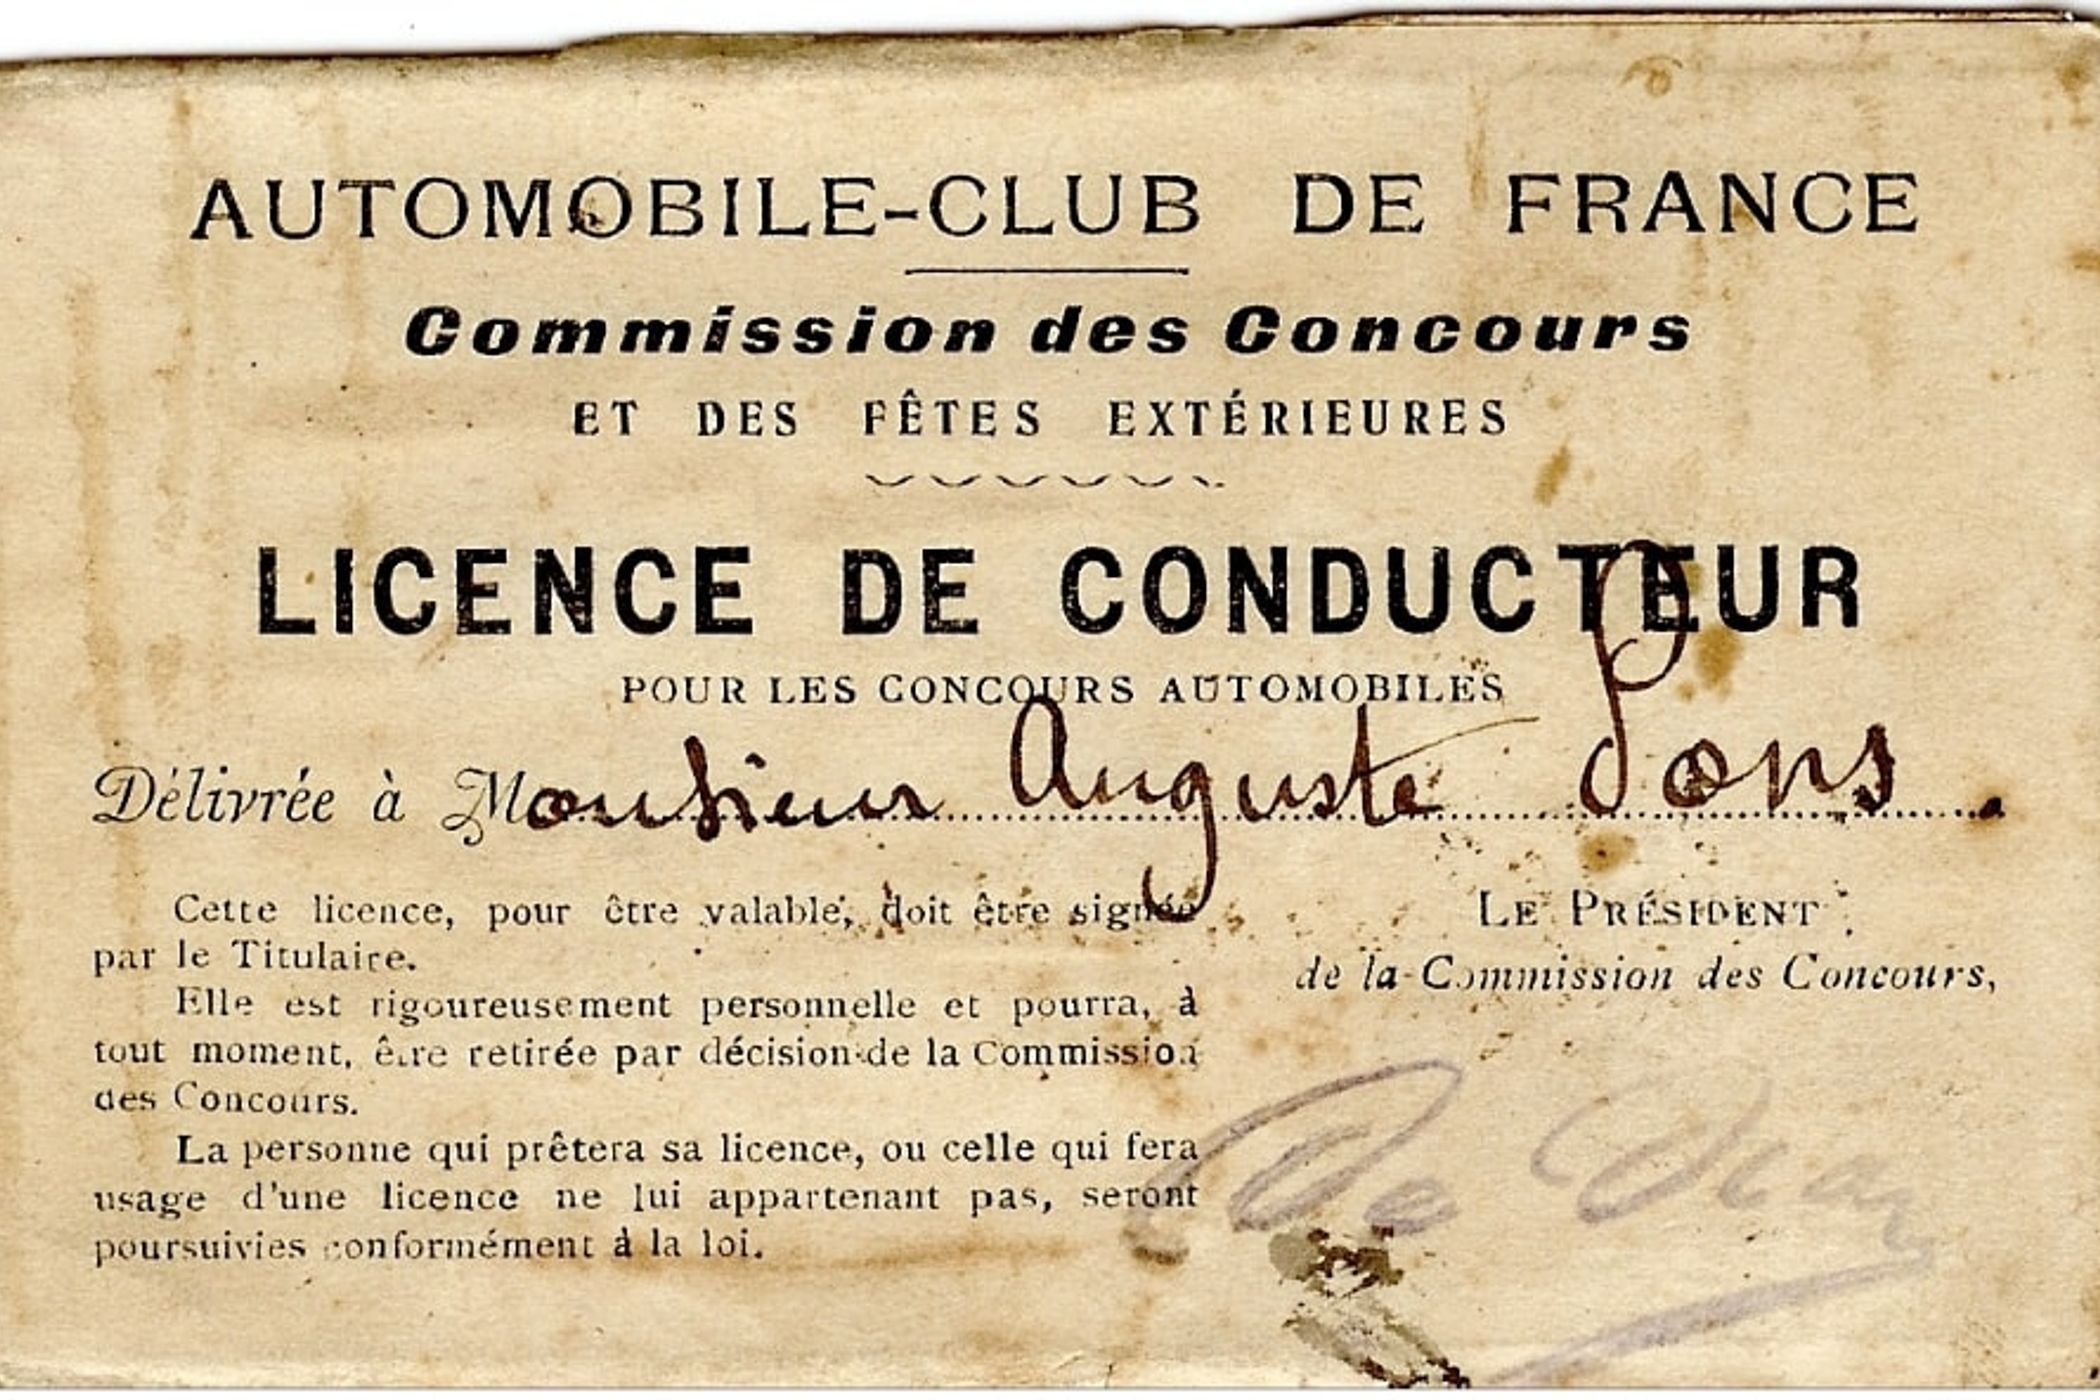 AUTOMOBILE-CLUB DE FRANCE
Commission des Concours
ET DES FÊTES EXTÉRIEURES
LICENCE DE CONDUCTEUR
POUR LES CONCOURS AUTOMOBILES
Délivrée à Monsieur Auguste Pons.
Cette licence, pour être valable, doit être signée
par le Titulaire.
Elle est rigoureusement personnelle et pourra, à
tout moment, être retirée par décision de la Commission
des Concours.
La personne qui prêtera sa licence, ou celle qui fera
usage d'une licence ne lui appartenant pas, seront
poursuivies conformément à la loi.
LE PRÉSIDENT
de la Commission des Concours,
De